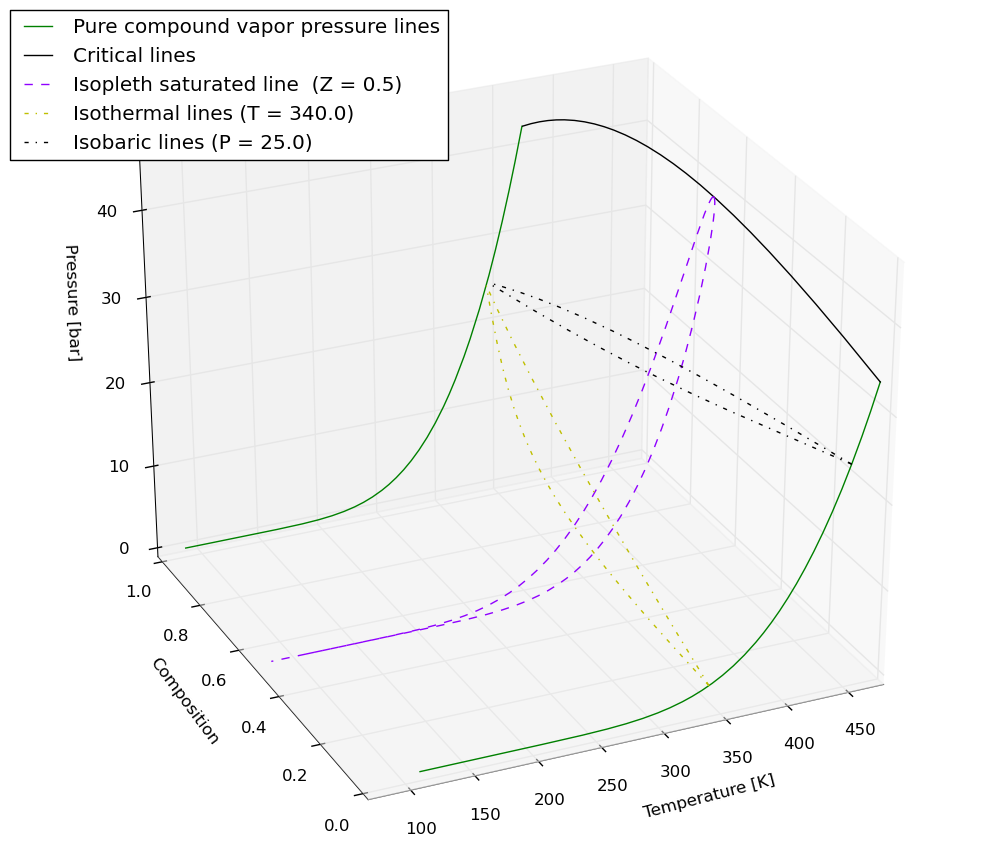 Pure compound vapor pressure lines
Critical lines
Isopleth saturated line  (Z = 0.5)
Isothermal lines (T = 340.0)
Isobaric lines (P = 25.0)
40
30
20
10
0
Pressure [bar]
1.0
0.8
0.6
0.4
0.2
0.0
Composition
100
150
200
250
300
350
400
450
Temperature [K]